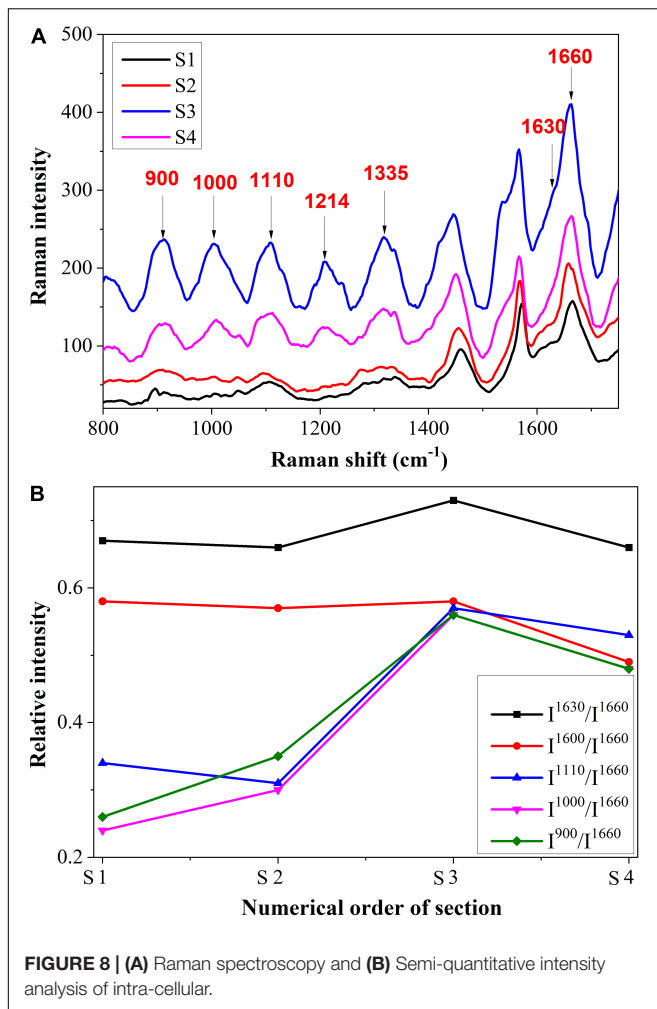 A
500
400
300
200
100
Raman intensity
S1
S2
S3
S4
900
1000
1110
1214
1335
1630
1660
800
1000
1200
1400
1600
Raman shift (cm⁻¹)
B
0.6
0.4
0.2
Relative intensity
I¹⁶³⁰/I¹⁶⁶⁰
I¹⁶⁰⁰/I¹⁶⁶⁰
I¹¹¹⁰/I¹⁶⁶⁰
I¹⁰⁰⁰/I¹⁶⁶⁰
I⁹⁰⁰/I¹⁶⁶⁰
S 1
S 2
S 3
S 4
Numerical order of section
FIGURE 8 | (A) Raman spectroscopy and (B) Semi-quantitative intensity
analysis of intra-cellular.